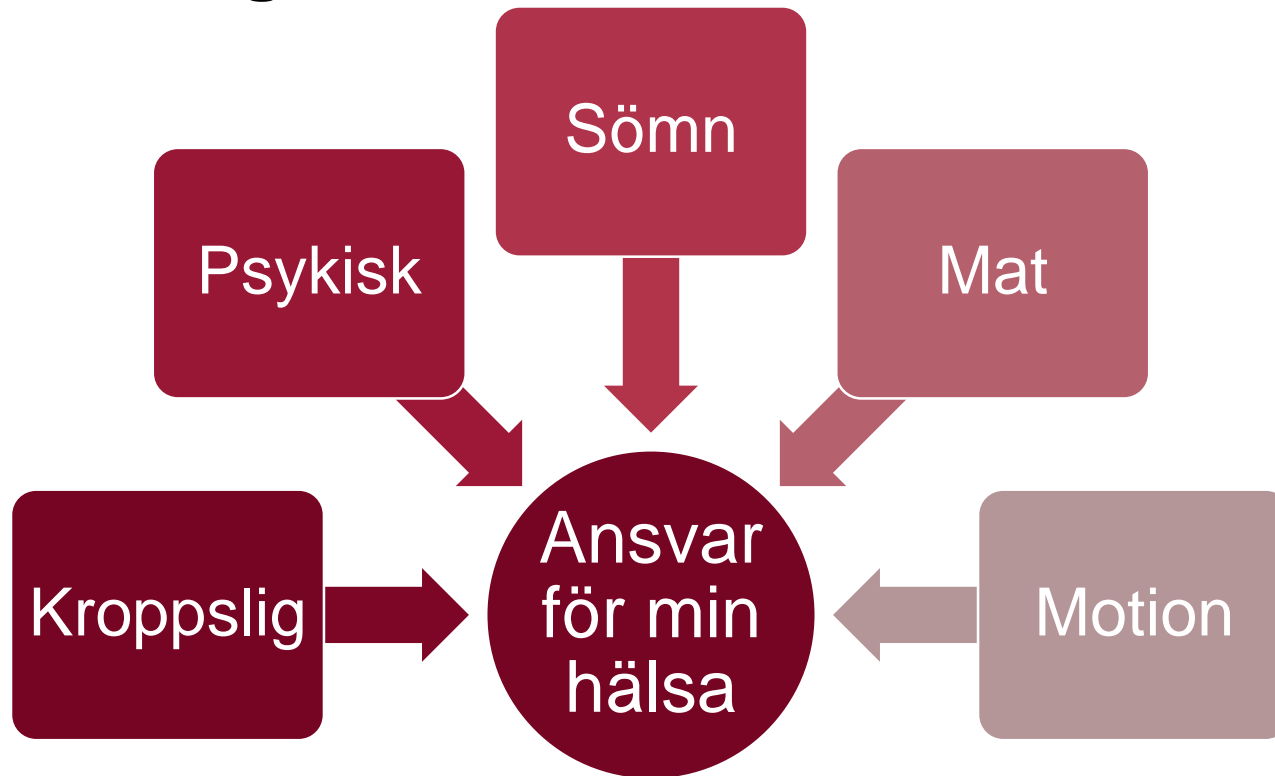 Sömn
Psykisk
Mat
Kroppslig
Ansvar
för min
hälsa
Motion